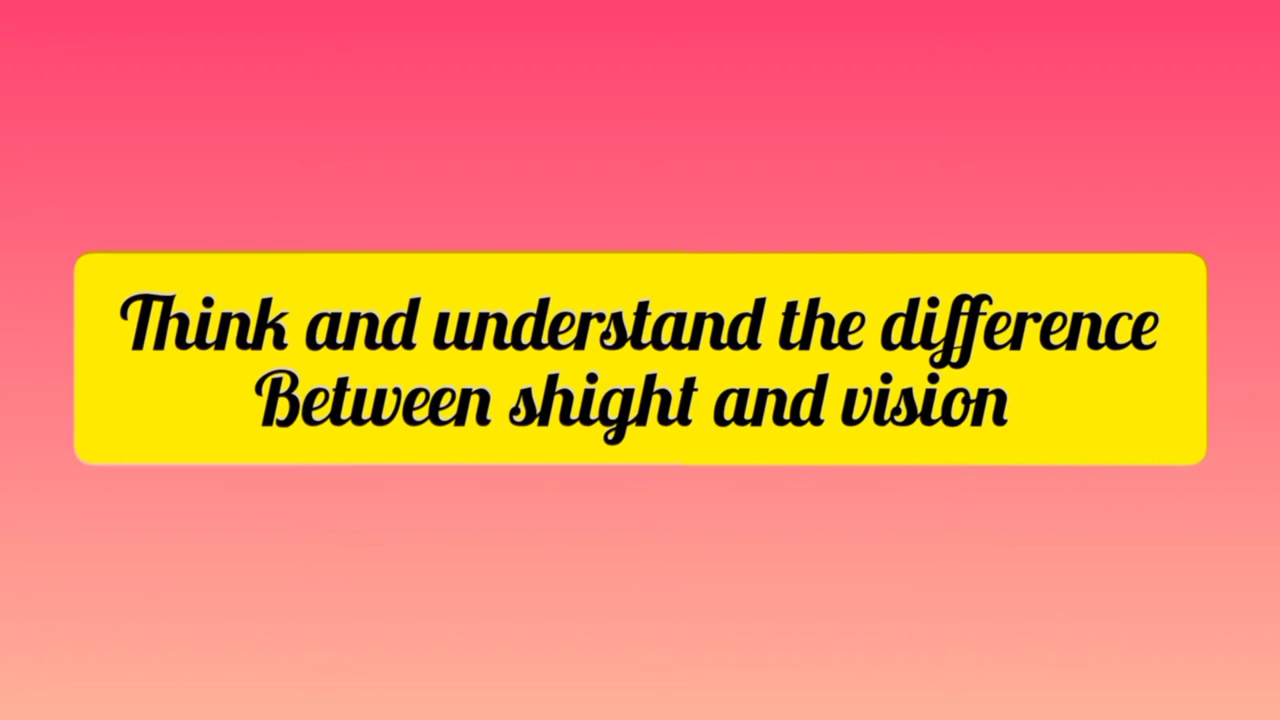 Think and understand the difference
Between shight and vision